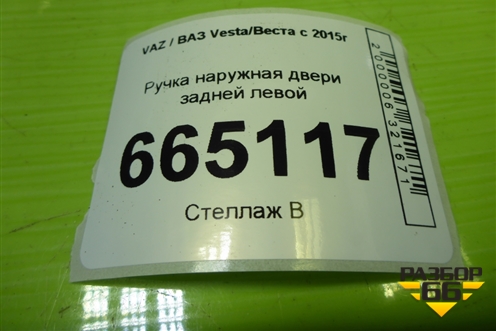 VAZ / ВАЗ Vesta/Веста с 2015г
Ручка наружная двери
задней левой
665117
Стеллаж В
2000006321671
РАЗБОР
66